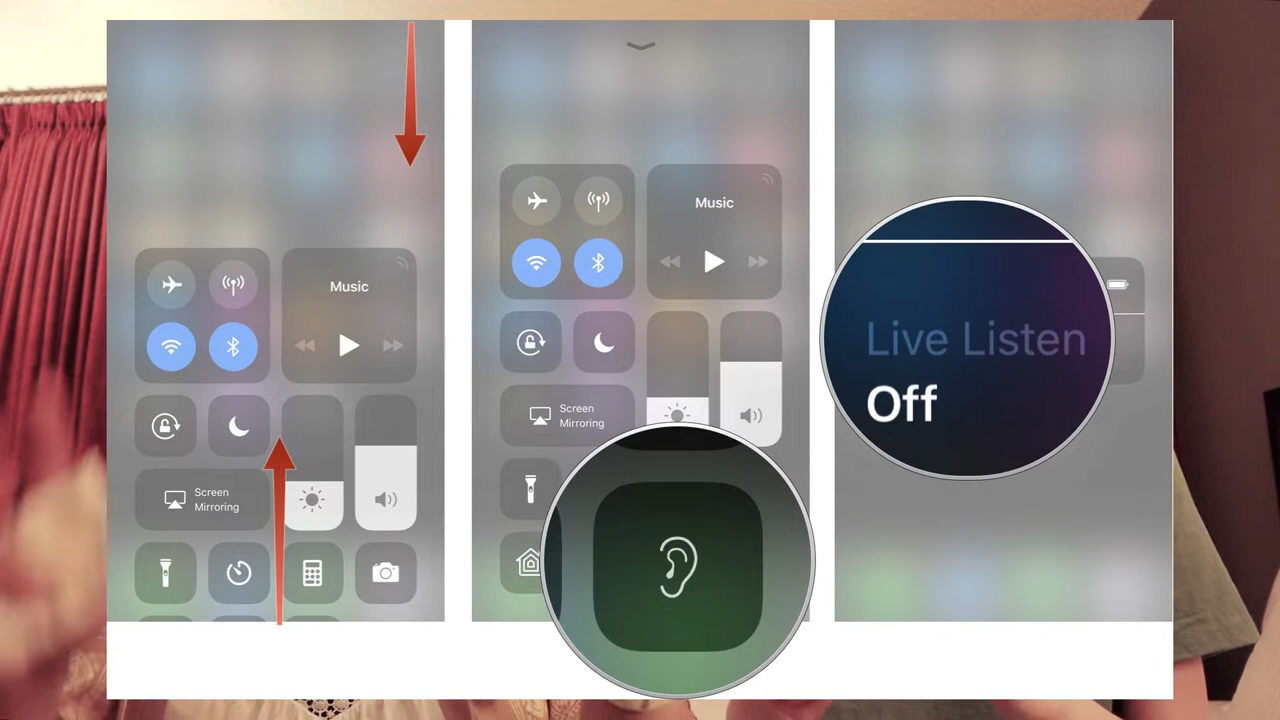 Music
Screen
Mirroring
Music
Screen
Mirroring
Live Listen
Off